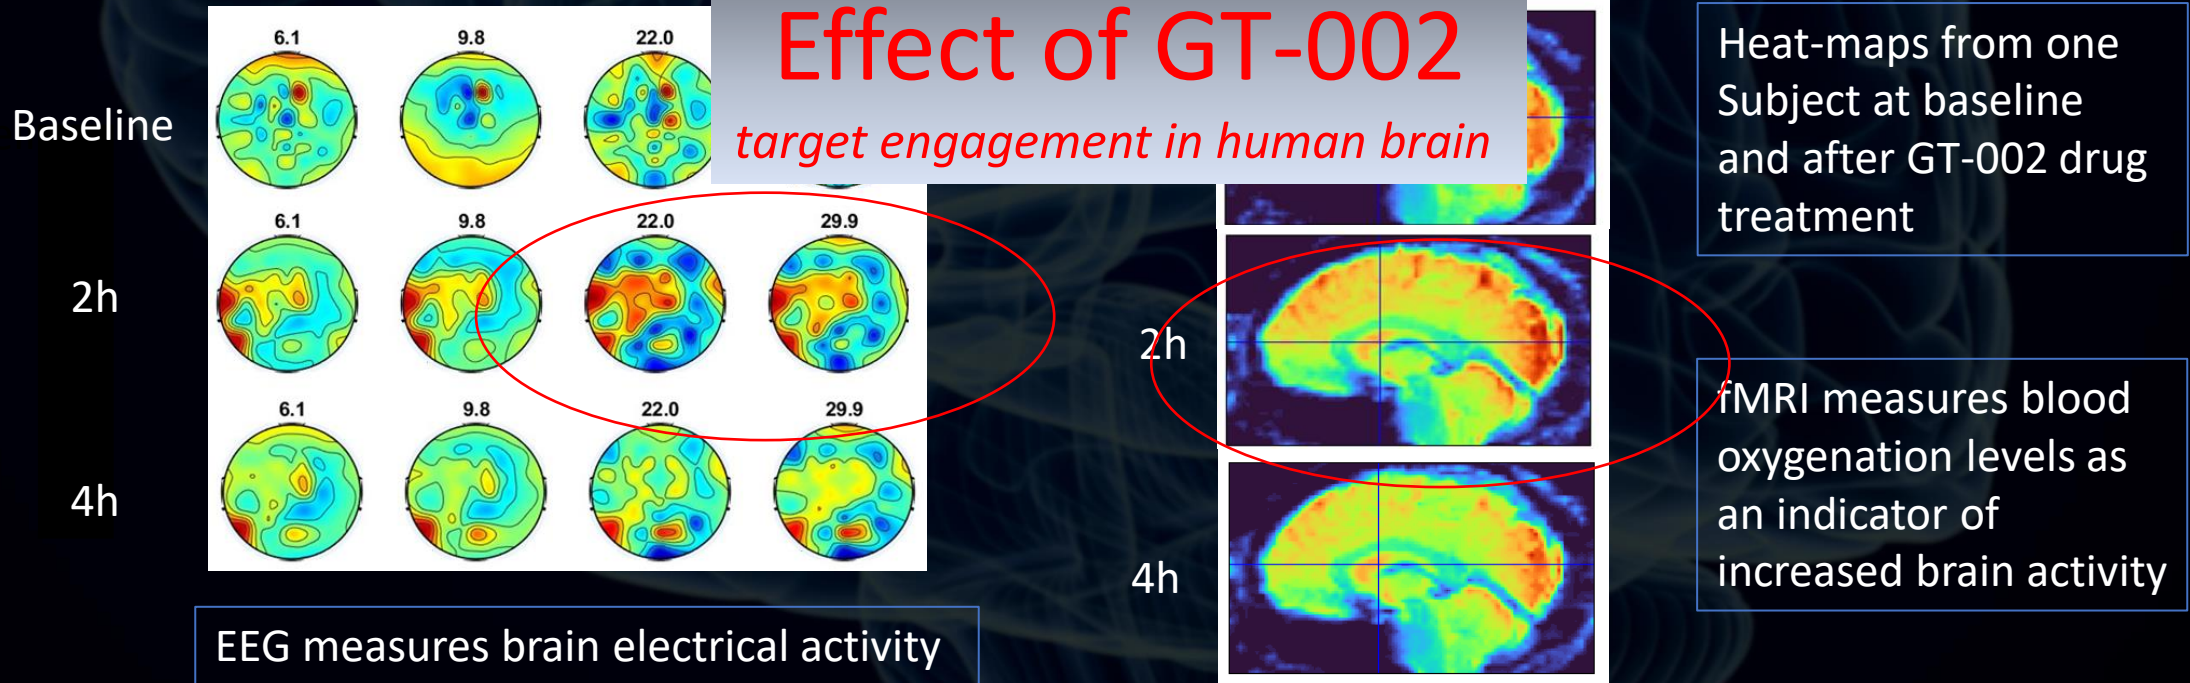 Effect of GT-002
target engagement in human brain
Baseline
6.1 9.8 22.0
2h
6.1 9.8 22.0 29.9
4h
6.1 9.8 22.0 29.9
EEG measures brain electrical activity
2h
4h
Heat-maps from one
Subject at baseline
and after GT-002 drug
treatment
fMRI measures blood
oxygenation levels as
an indicator of
increased brain activity